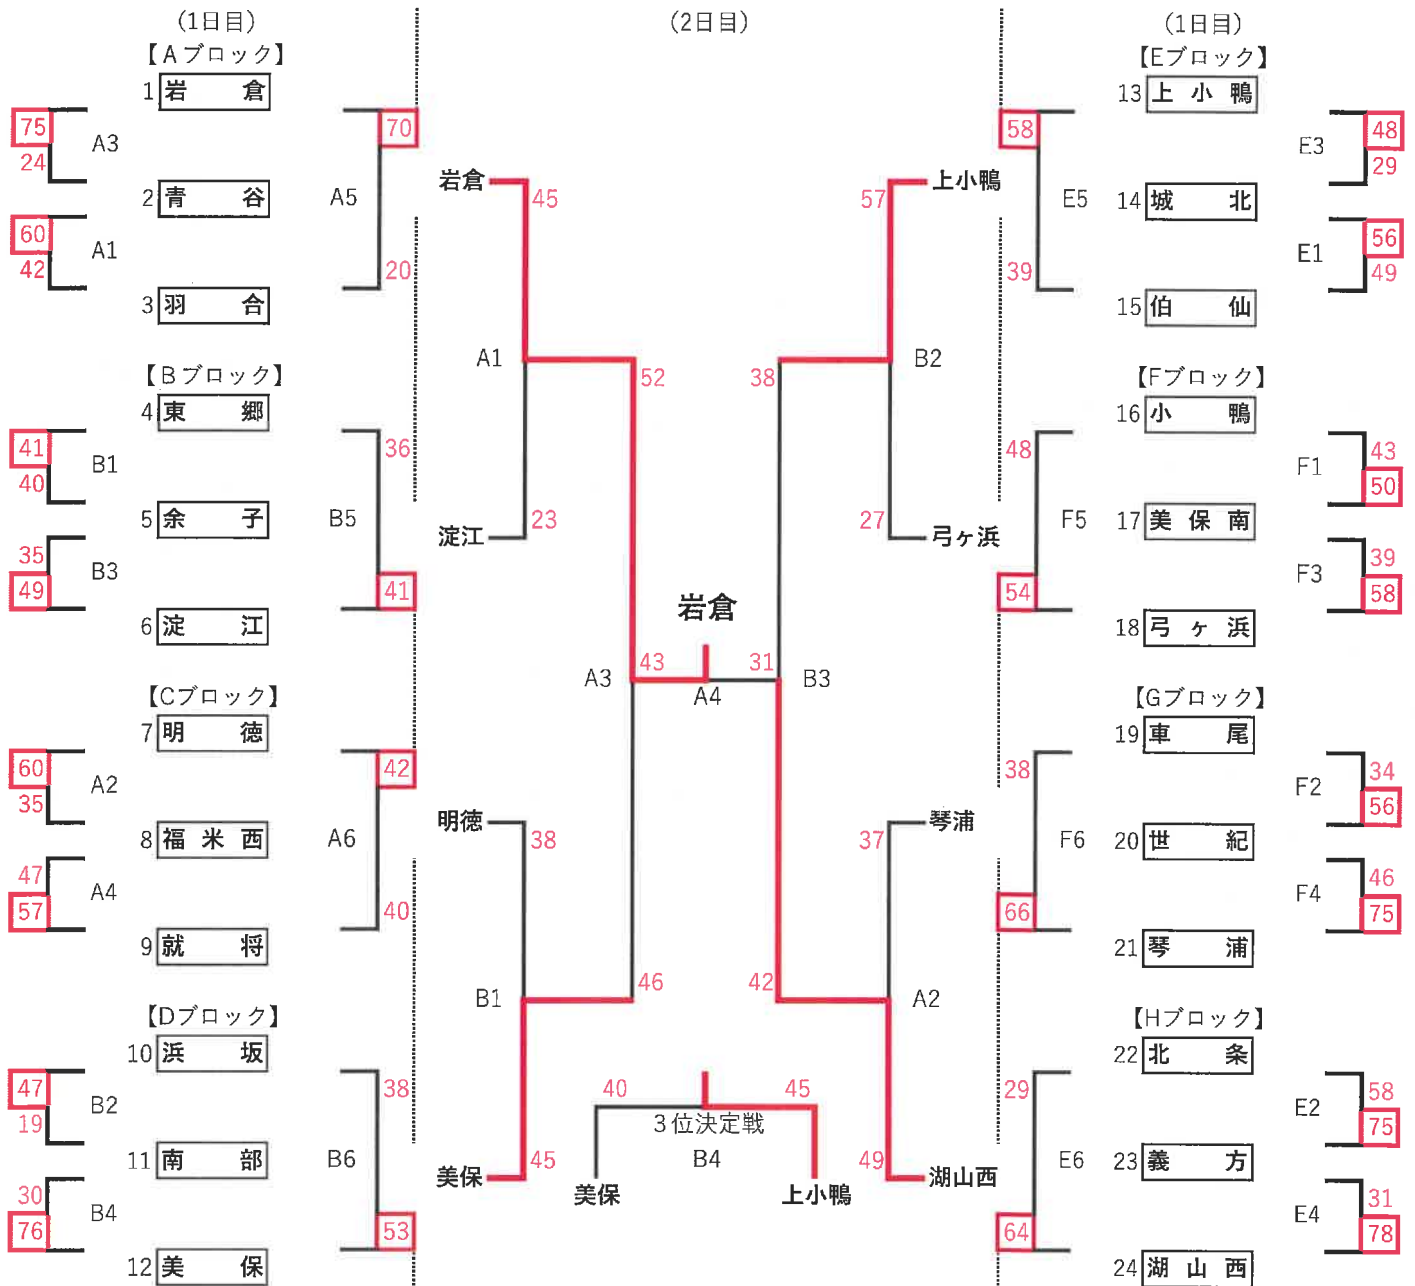 (1日目)
(2日目)
(1日目)
【Aブロック】
1 岩倉
75
A3
24
2 青谷
60
A1
42
3 羽合
70
A5
20
【Bブロック】
4 東郷
41
B1
40
5 余子
35
B3
49
6 淀江
36
B5
41
【Cブロック】
7 明徳
60
A2
35
8 福米西
47
A4
57
9 就将
42
A6
40
【Dブロック】
10 浜坂
47
B2
19
11 南部
30
B4
76
12 美保
38
B6
53
岩倉
45
A1
23
淀江
52
A3
46
明徳
38
B1
45
美保
岩倉
43
31
A4
上小鴨
57
B2
27
弓ヶ浜
38
B3
42
琴浦
37
A2
49
湖山西
40
45
3位決定戦
B4
美保
上小鴨
【Eブロック】
13 上小鴨
48
E3
29
14 城北
56
E1
49
15 伯仙
58
E5
39
【Fブロック】
16 小鴨
43
F1
50
17 美保南
39
F3
58
18 弓ヶ浜
48
F5
54
【Gブロック】
19 車尾
34
F2
56
20 世紀
46
F4
75
21 琴浦
38
F6
66
【Hブロック】
22 北条
58
E2
75
23 義方
31
E4
78
24 湖山西
29
E6
64